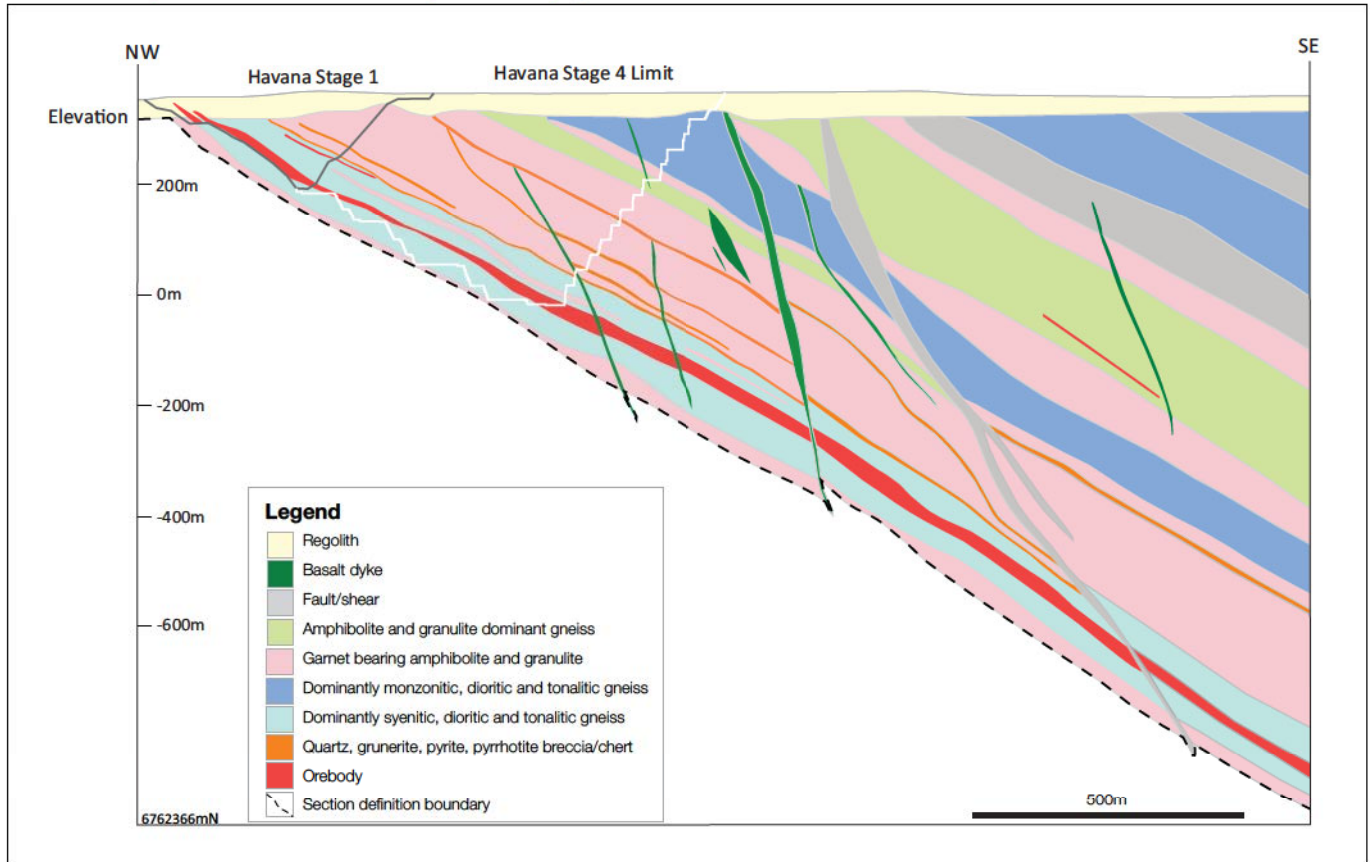 NW
SE
Havana Stage 1
Havana Stage 4 Limit
Elevation
200m
0m
-200m
-400m
-600m
Legend
Regolith
Basalt dyke
Fault/shear
Amphibolite and granulite dominant gneiss
Garnet bearing amphibolite and granulite
Dominantly monzonitic, dioritic and tonalitic gneiss
Dominantly syenitic, dioritic and tonalitic gneiss
Quartz, grunerite, pyrite, pyrrhotite breccia/chert
Orebody
Section definition boundary
500m
6762366mN